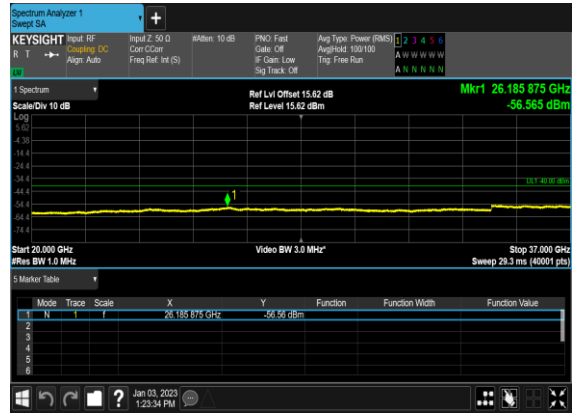 Spectrum Analyzer 1
Swept SA
+
KEYSIGHT
R T
Input: RF
Coupling: DC
Align: Auto
Input Z: 50 Ω
Corr CCorr
Freq Ref: Int (S)
#Atten: 10 dB
PNO: Fast
Gate: Off
IF Gain: Low
Sig Track: Off
Avg Type: Power (RMS)
Avg|Hold: 100/100
Trig: Free Run
1 2 3 4 5 6
A W W W W W
A N N N N N
1 Spectrum
Scale/Div 10 dB
Ref Lvl Offset 15.62 dB
Ref Level 15.62 dBm
Mkr1 26.185 875 GHz
-56.565 dBm
Log
5.62
-4.38
-14.4
-24.4
-34.4
-44.4
-54.4
-64.4
-74.4
1
DL1 -40.00 dBm
Start 20.000 GHz
#Res BW 1.0 MHz
Video BW 3.0 MHz*
Stop 37.000 GHz
Sweep 29.3 ms (40001 pts)
5 Marker Table
Mode Trace Scale X Y Function Function Width Function Value
1 N 1 f 26.185 875 GHz -56.56 dBm
2
3
4
5
6
?
Jan 03, 2023
1:23:34 PM